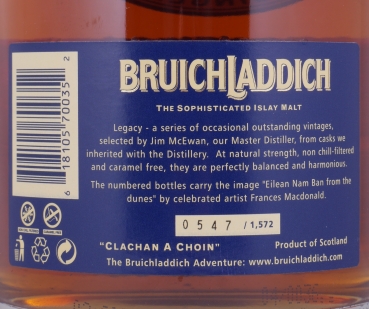 BRUICHLADDICH
THE SOPHISTICATED ISLAY MALT
Legacy - a series of occasional outstanding vintages,
selected by Jim McEwan, our Master Distiller, from casks we
inherited with the Distillery. At natural strength, non chill-filtered
and caramel free, they are perfectly balanced and harmonious.
The numbered bottles carry the image "Eilean Nam Ban from the
dunes" by celebrated artist Frances Macdonald.
0547 /1,572
"CLACHAN A CHOIN" Product of Scotland
The Bruichladdich Adventure: www.bruichladdich.com
6 18105 70035 2